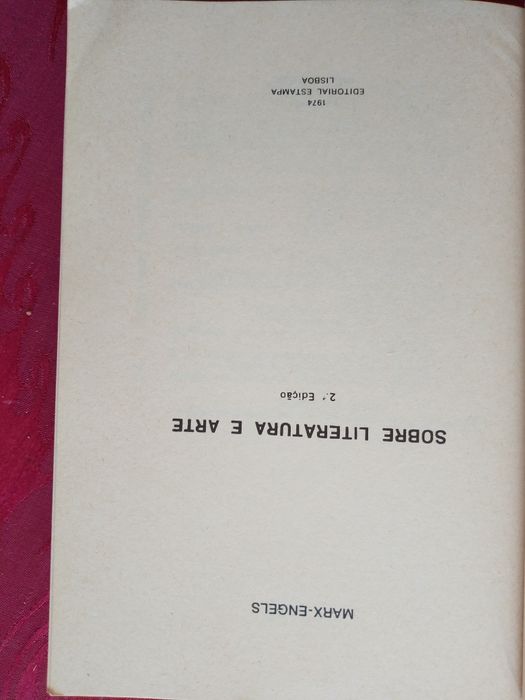 MARX-ENGELS
SOBRE LITERATURA E ARTE
2.ª Edição
1974
EDITORIAL ESTAMPA
LISBOA